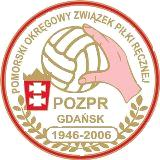 POMORSKI OKRĘGOWY ZWIĄZEK PIŁKI RĘCZNEJ
POZPR
GDAŃSK
1946-2006